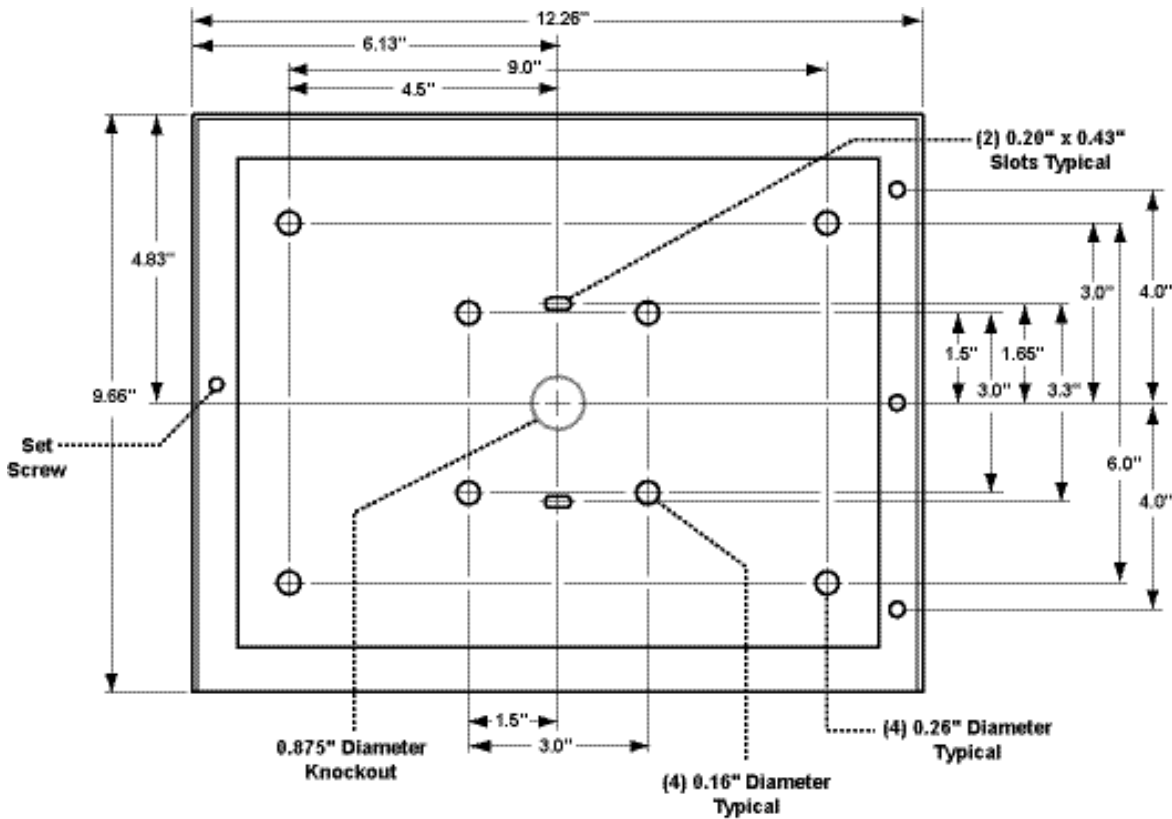 12.26"
6.13"
9.0"
4.5"
(2) 0.20" x 0.43"
Slots Typical
4.83"
3.0"
4.0"
1.5"
1.65"
9.66"
3.0"
3.3"
Set
Screw
6.0"
4.0"
1.5"
3.0"
0.875" Diameter
Knockout
(4) 0.26" Diameter
Typical
(4) 0.16" Diameter
Typical